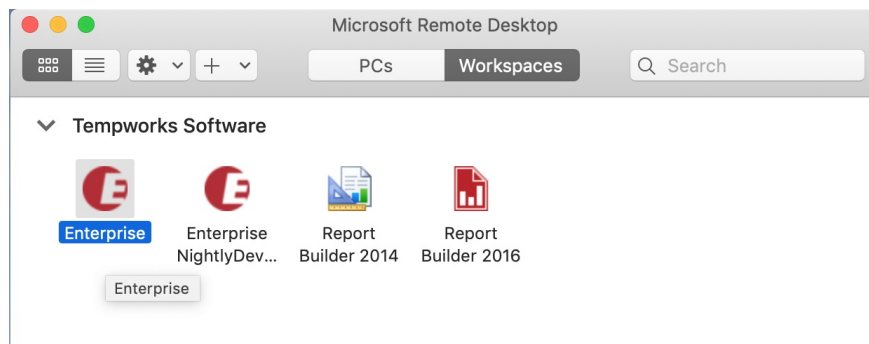 Microsoft Remote Desktop
PCs
Workspaces
Search
Tempworks Software
Enterprise
Enterprise
NightlyDev...
Report
Builder 2014
Report
Builder 2016
Enterprise